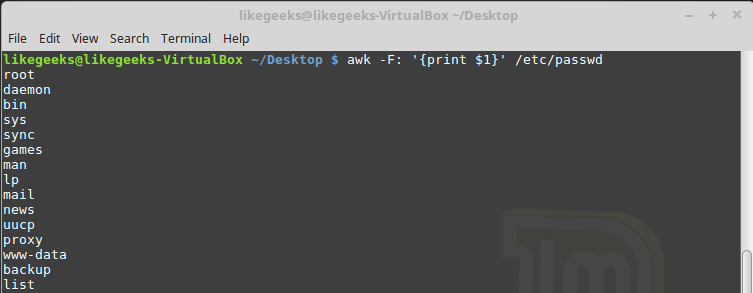 likegeeks@likegeeks-VirtualBox ~/Desktop
File Edit View Search Terminal Help
likegeeks@likegeeks-VirtualBox ~/Desktop $ awk -F: '{print $1}' /etc/passwd
root
daemon
bin
sys
sync
games
man
lp
mail
news
uucp
proxy
www-data
backup
list